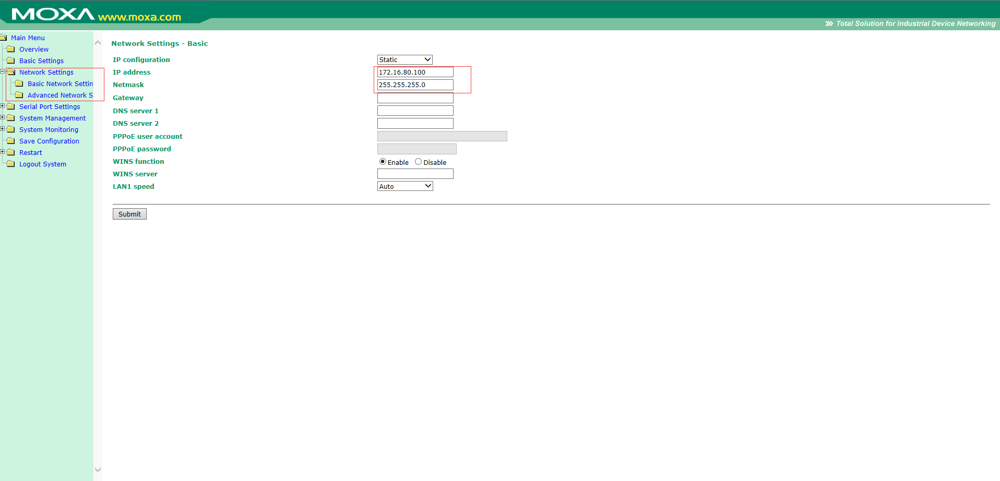 MOXA www.moxa.com
Total Solution for Industrial Device Networking
Main Menu
Overview
Basic Settings
Network Settings
Basic Network Settin
Advanced Network S
Serial Port Settings
System Management
System Monitoring
Save Configuration
Restart
Logout System
Network Settings - Basic
IP configuration Static
IP address 172.16.80.100
Netmask 255.255.255.0
Gateway
DNS server 1
DNS server 2
PPPoE user account
PPPoE password
WINS function Enable Disable
WINS server
LAN1 speed Auto
Submit